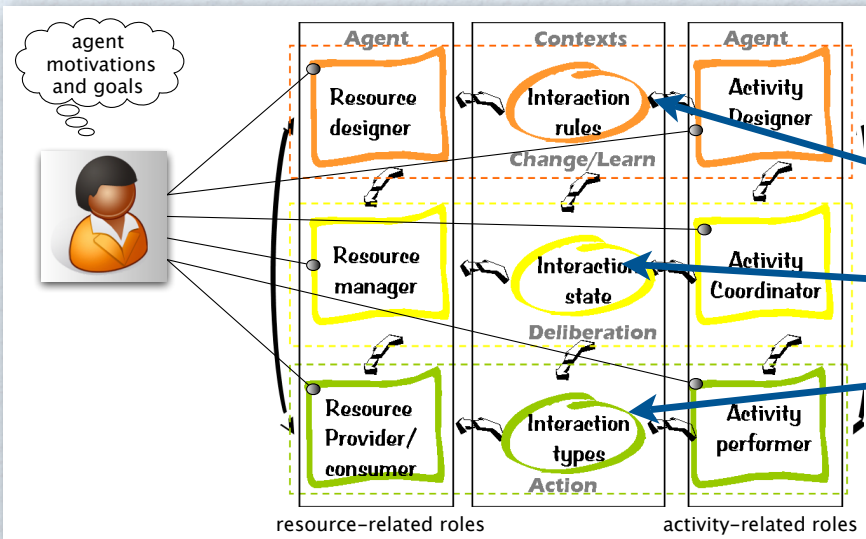 agent
motivations
and goals
Agent
Contexts
Agent
Resource
designer
Interaction
rules
Activity
Designer
Change/Learn
Resource
manager
Interaction
state
Activity
Coordinator
Deliberation
Resource
Provider/
consumer
Interaction
types
Activity
performer
Action
resource-related roles
activity-related roles